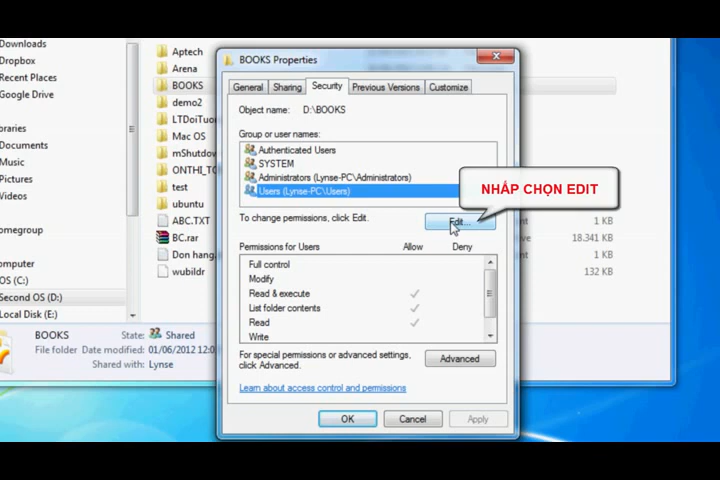 Downloads
Dropbox
Recent Places
Google Drive
braries
Documents
Music
Pictures
Videos
omegroup
omputer
OS (C:)
Second OS (D:)
Local Disk (E:)
Aptech
Arena
BOOKS
demo2
LTDoiTuo
Mac OS
mShutdow
ONTHI_TO
test
ubuntu
ABC.TXT
BC.rar
Don hang.
wubildr
BOOKS Properties
General
Sharing
Security
Previous Versions
Customize
Object name: D:\BOOKS
Group or user names:
Authenticated Users
SYSTEM
Administrators (Lynse-PC\Administrators)
Users (Lynse-PC\Users)
NHẤP CHỌN EDIT
To change permissions, click Edit.
Edit...
Permissions for Users Allow Deny
Full control
Modify
Read & execute
List folder contents
Read
Write
For special permissions or advanced settings,
click Advanced.
Advanced
Learn about access control and permissions
OK
Cancel
Apply
1 KB
18.341 KB
1 KB
132 KB
BOOKS State: Shared
File folder Date modified: 01/06/2012 12:0
Shared with: Lynse